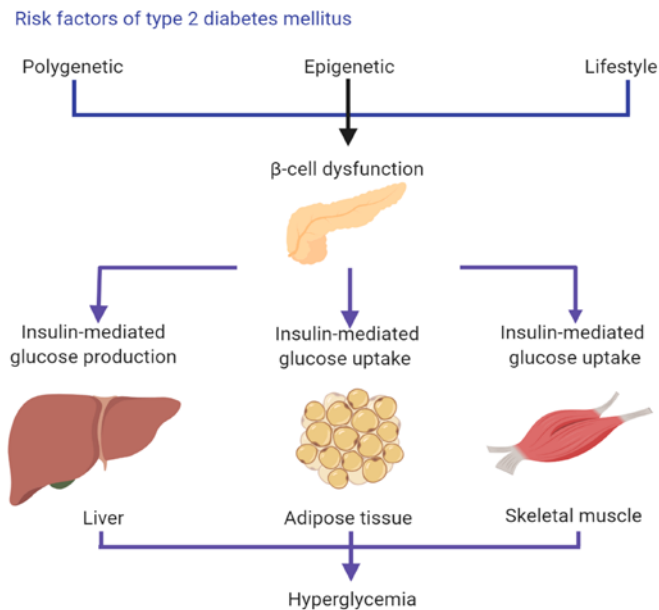 Risk factors of type 2 diabetes mellitus
Polygenetic
Epigenetic
Lifestyle
β-cell dysfunction
Insulin-mediated
glucose production
Insulin-mediated
glucose uptake
Insulin-mediated
glucose uptake
Liver
Adipose tissue
Skeletal muscle
Hyperglycemia